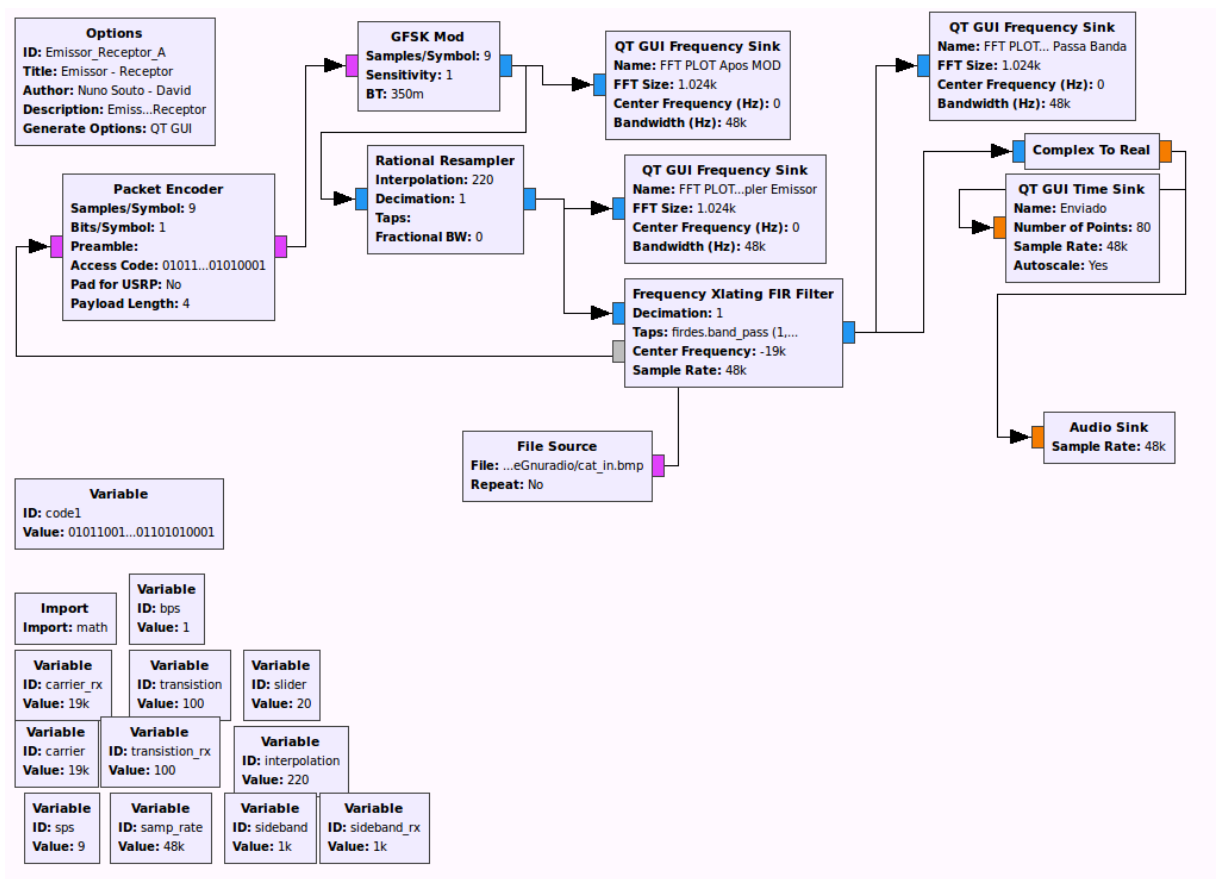 Options
ID: Emissor_Receptor_A
Title: Emissor - Receptor
Author: Nuno Souto - David
Description: Emiss...Receptor
Generate Options: QT GUI
GFSK Mod
Samples/Symbol: 9
Sensitivity: 1
BT: 350m
QT GUI Frequency Sink
Name: FFT PLOT Apos MOD
FFT Size: 1.024k
Center Frequency (Hz): 0
Bandwidth (Hz): 48k
QT GUI Frequency Sink
Name: FFT PLOT... Passa Banda
FFT Size: 1.024k
Center Frequency (Hz): 0
Bandwidth (Hz): 48k
Complex To Real
Packet Encoder
Samples/Symbol: 9
Bits/Symbol: 1
Preamble:
Access Code: 01011...01010001
Pad for USRP: No
Payload Length: 4
Rational Resampler
Interpolation: 220
Decimation: 1
Taps:
Fractional BW: 0
QT GUI Frequency Sink
Name: FFT PLOT...pler Emissor
FFT Size: 1.024k
Center Frequency (Hz): 0
Bandwidth (Hz): 48k
QT GUI Time Sink
Name: Enviado
Number of Points: 80
Sample Rate: 48k
Autoscale: Yes
Frequency Xlating FIR Filter
Decimation: 1
Taps: firdes.band_pass (1,...
Center Frequency: -19k
Sample Rate: 48k
File Source
File: ...eGnuradio/cat_in.bmp
Repeat: No
Audio Sink
Sample Rate: 48k
Variable
ID: code1
Value: 01011001...01101010001
Import
Import: math
Variable
ID: bps
Value: 1
Variable
ID: carrier_rx
Value: 19k
Variable
ID: transistion
Value: 100
Variable
ID: slider
Value: 20
Variable
ID: carrier
Value: 19k
Variable
ID: transistion_rx
Value: 100
Variable
ID: interpolation
Value: 220
Variable
ID: sps
Value: 9
Variable
ID: samp_rate
Value: 48k
Variable
ID: sideband
Value: 1k
Variable
ID: sideband_rx
Value: 1k